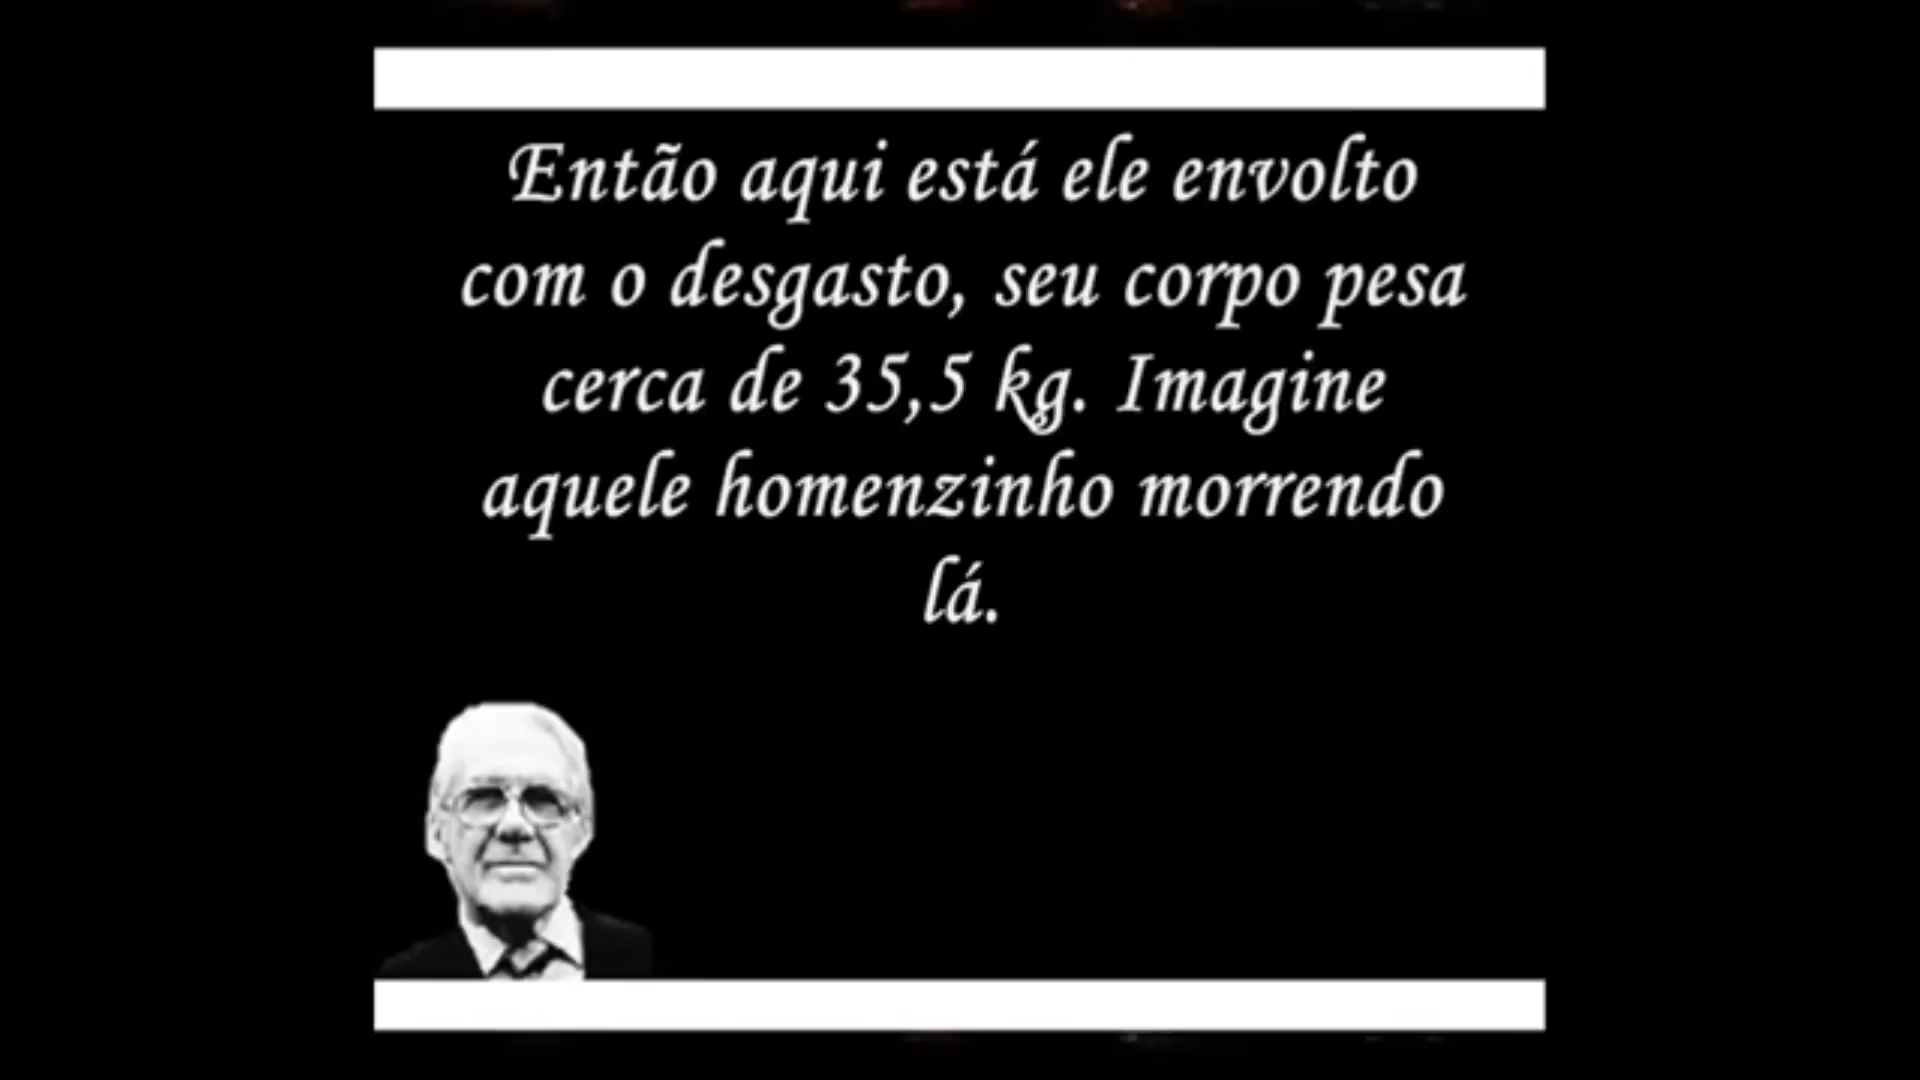 Então aqui está ele envolto
com o desgasto, seu corpo pesa
cerca de 35,5 kg. Imagine
aquele homenzinho morrendo
lá.